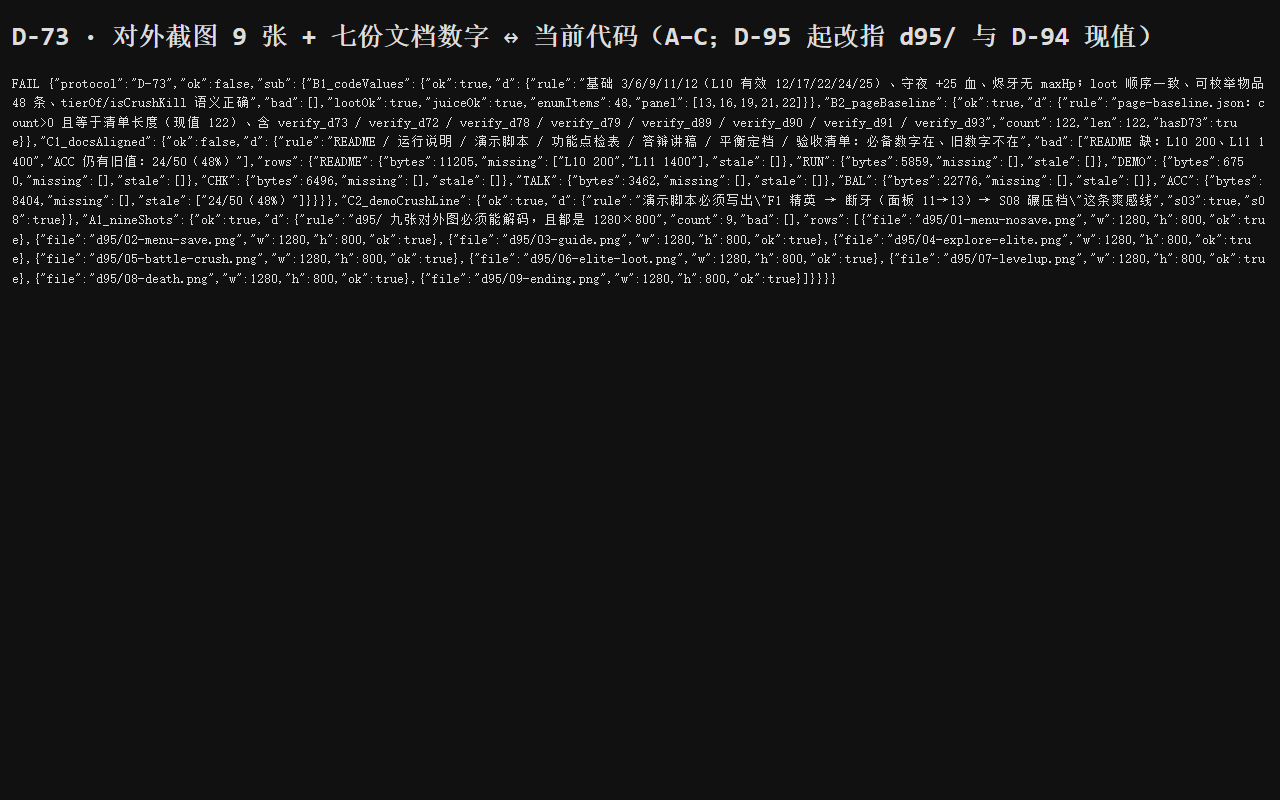 D-73 · 对外截图 9 张 + 七份文档数字 ↔ 当前代码（A–C；D-95 起改指 d95/ 与 D-94 现值）
FAIL {"protocol":"D-73","ok":false,"sub":{"B1_codeValues":{"ok":true,"d":{"rule":"基础 3/6/9/11/12（L10 有效 12/17/22/24/25）、守夜 +25 血、烬牙无 maxHp；loot 顺序一致、可枚举物品
48 条、tierOf/isCrushKill 语义正确","bad":[],"lootOk":true,"juiceOk":true,"enumItems":48,"panel":[13,16,19,21,22]}},"B2_pageBaseline":{"ok":true,"d":{"rule":"page-baseline.json：c
ount>0 且等于清单长度（现值 122）、含 verify_d73 / verify_d72 / verify_d78 / verify_d79 / verify_d89 / verify_d90 / verify_d91 / verify_d93","count":122,"len":122,"hasD73":tru
e}},"C1_docsAligned":{"ok":false,"d":{"rule":"README / 运行说明 / 演示脚本 / 功能点检表 / 答辩讲稿 / 平衡定档 / 验收清单：必备数字在、旧数字不在","bad":["README 缺：L10 200、L11 1
400","ACC 仍有旧值：24/50（48%）"],"rows":{"README":{"bytes":11205,"missing":["L10 200","L11 1400"],"stale":[]},"RUN":{"bytes":5859,"missing":[],"stale":[]},"DEMO":{"bytes":675
0,"missing":[],"stale":[]},"CHK":{"bytes":6496,"missing":[],"stale":[]},"TALK":{"bytes":3462,"missing":[],"stale":[]},"BAL":{"bytes":22776,"missing":[],"stale":[]},"ACC":{"bytes":
8404,"missing":[],"stale":["24/50（48%）"]}}}},"C2_demoCrushLine":{"ok":true,"d":{"rule":"演示脚本必须写出\"F1 精英 → 断牙（面板 11→13）→ S08 碾压档\"这条爽感线","s03":true,"s0
8":true}},"A1_nineShots":{"ok":true,"d":{"rule":"d95/ 九张对外图必须能解码，且都是 1280×800","count":9,"bad":[],"rows":[{"file":"d95/01-menu-nosave.png","w":1280,"h":800,"ok":tru
e},{"file":"d95/02-menu-save.png","w":1280,"h":800,"ok":true},{"file":"d95/03-guide.png","w":1280,"h":800,"ok":true},{"file":"d95/04-explore-elite.png","w":1280,"h":800,"ok":tru
e},{"file":"d95/05-battle-crush.png","w":1280,"h":800,"ok":true},{"file":"d95/06-elite-loot.png","w":1280,"h":800,"ok":true},{"file":"d95/07-levelup.png","w":1280,"h":800,"ok":tru
e},{"file":"d95/08-death.png","w":1280,"h":800,"ok":true},{"file":"d95/09-ending.png","w":1280,"h":800,"ok":true}]}}}}